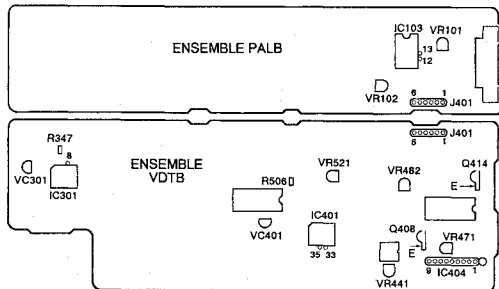 ENSEMBLE PALB
IC103
VR101
13
12
VR102
6 1
J401
6 1
J401
R347
8
VC301
IC301
ENSEMBLE
VDTB
R506
VR521
VR482
Q414
E
VC401
IC401
35 33
Q408
E
VR471
9 1
IC404
VR441